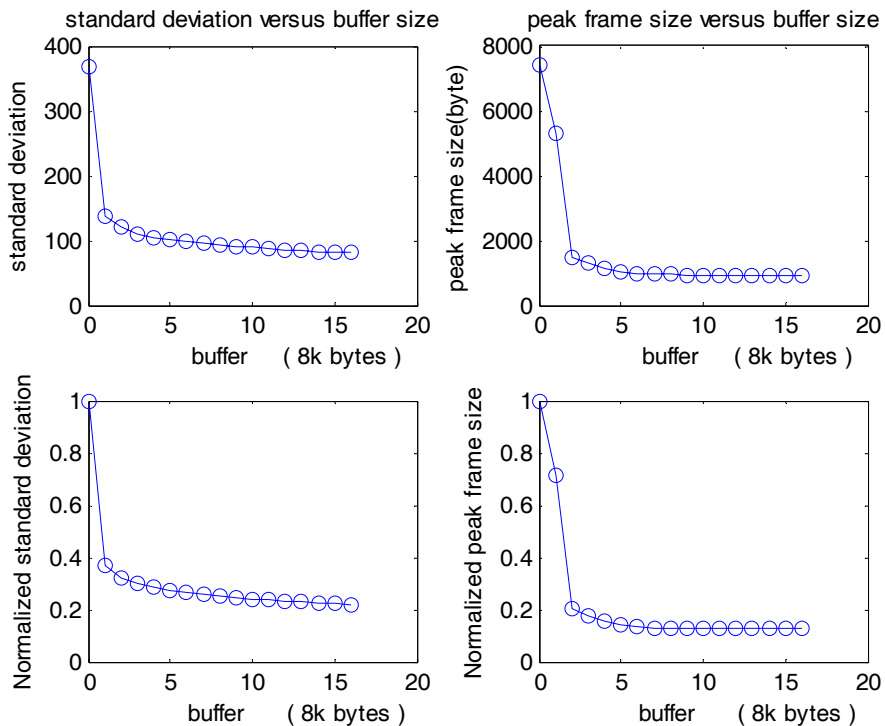 standard deviation versus buffer size
400
300
200
100
0
standard deviation
0 5 10 15 20
buffer ( 8k bytes )
peak frame size versus buffer size
8000
6000
4000
2000
0
peak frame size(byte)
0 5 10 15 20
buffer ( 8k bytes )
1
0.8
0.6
0.4
0.2
0
Normalized standard deviation
0 5 10 15 20
buffer ( 8k bytes )
1
0.8
0.6
0.4
0.2
0
Normalized peak frame size
0 5 10 15 20
buffer ( 8k bytes )